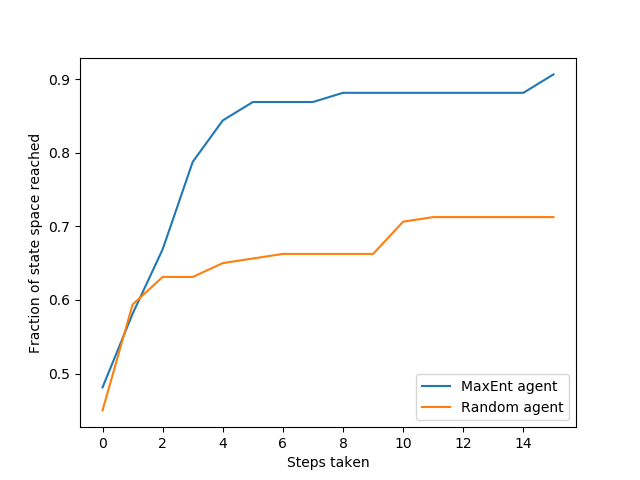 0.9
0.8
0.7
0.6
0.5
Fraction of state space reached
MaxEnt agent
Random agent
0 2 4 6 8 10 12 14
Steps taken